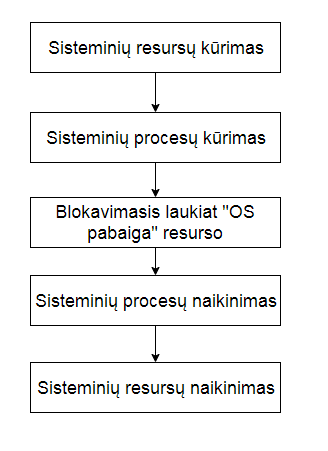 Sisteminių resursų kūrimas
Sisteminių procesų kūrimas
Blokavimasis laukiat "OS
pabaiga" resurso
Sisteminių procesų naikinimas
Sisteminių resursų naikinimas